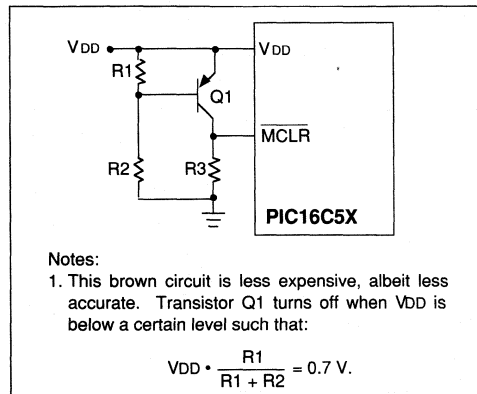 VDD
VDD
R1
Q1
MCLR
R2
R3
PIC16C5X
Notes:
1. This brown circuit is less expensive, albeit less
accurate. Transistor Q1 turns off when VDD is
below a certain level such that:
VDD • R1 / (R1 + R2) = 0.7 V.